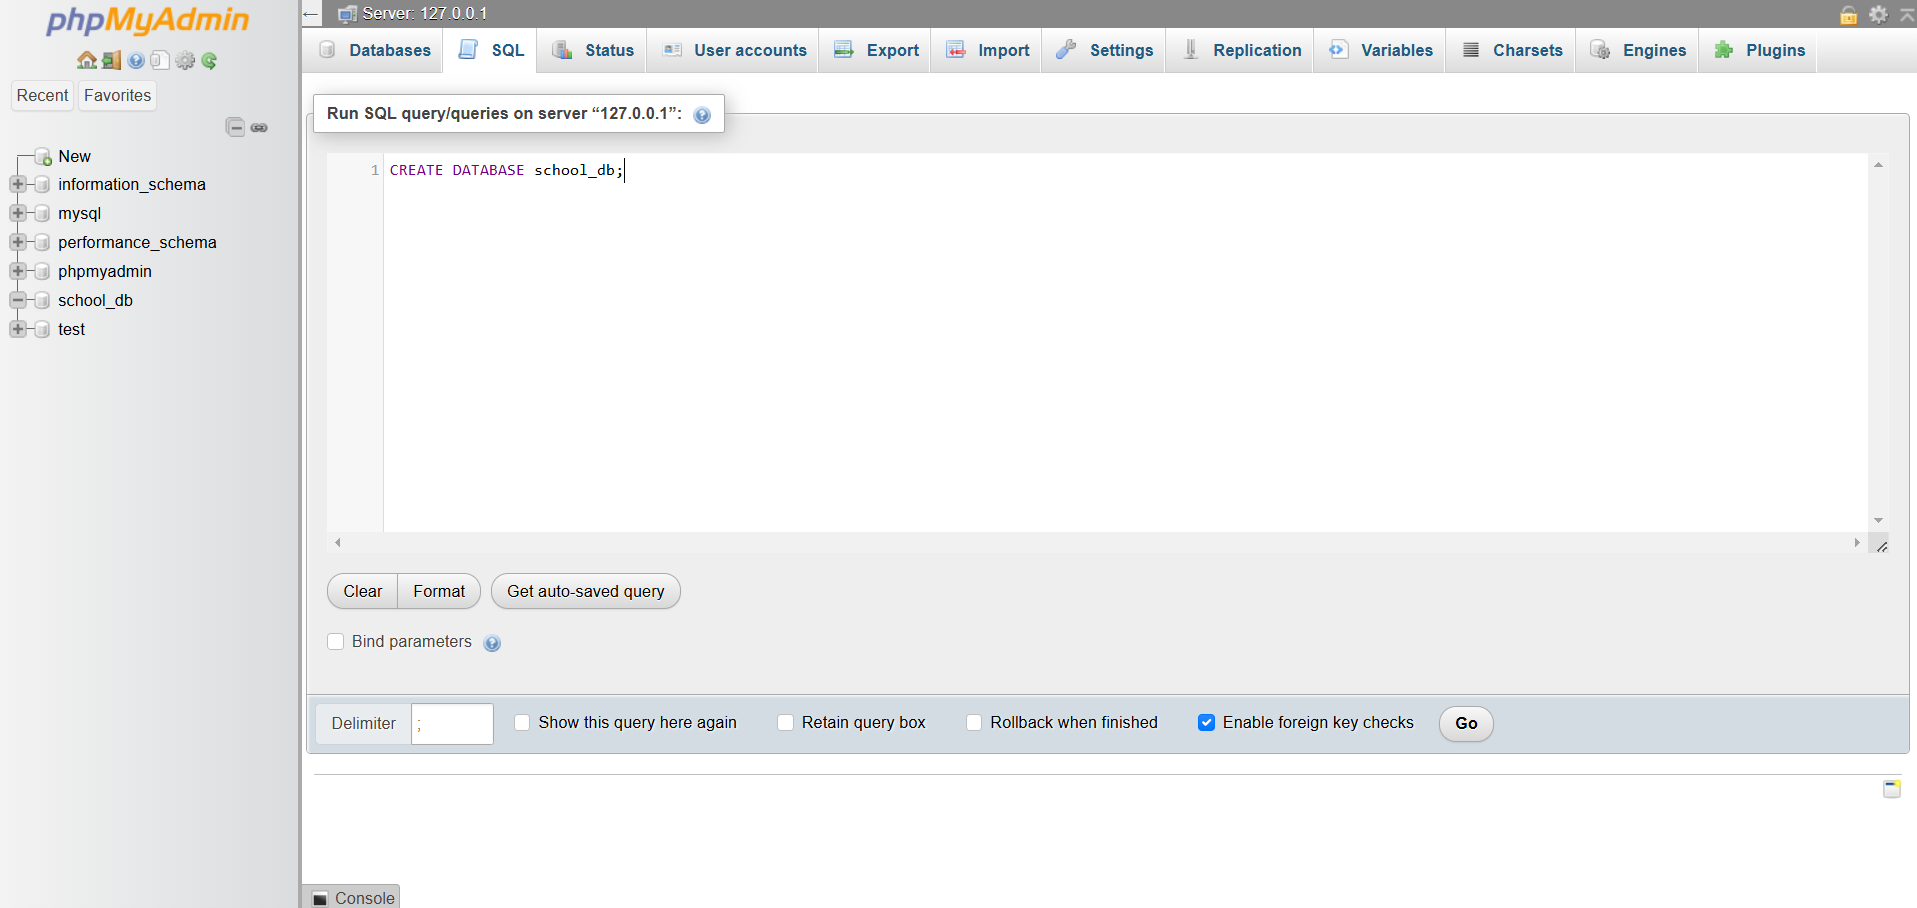 phpMyAdmin
Recent Favorites
New
information_schema
mysql
performance_schema
phpmyadmin
school_db
test
Server: 127.0.0.1
Databases SQL Status User accounts Export Import Settings Replication Variables Charsets Engines Plugins
Run SQL query/queries on server “127.0.0.1”:
1 CREATE DATABASE school_db;
Clear Format Get auto-saved query
Bind parameters
Delimiter ; Show this query here again Retain query box Rollback when finished Enable foreign key checks Go
Console